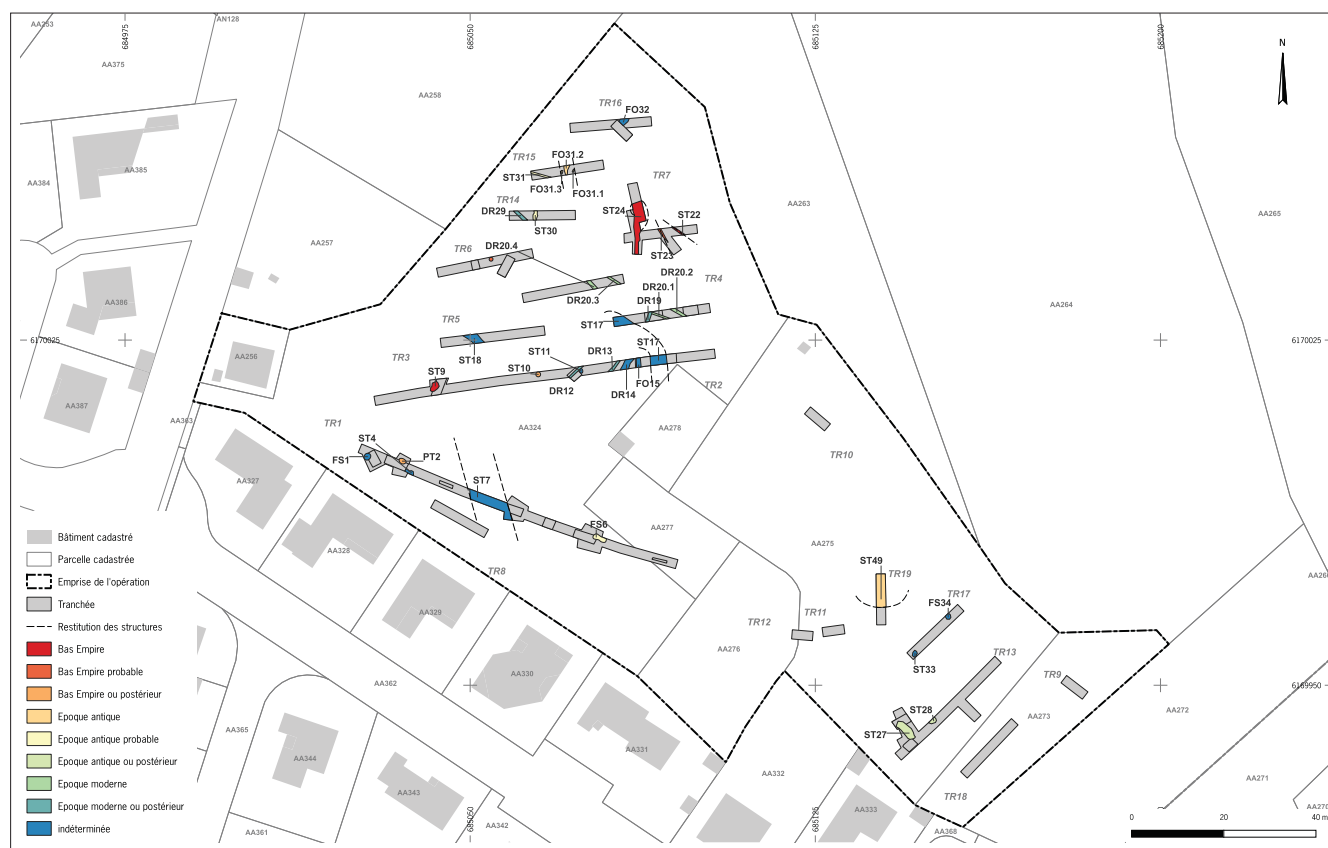 684975
685050
685125
685200
AA253
AN128
AA375
AA258
N
TR16
FO32
AA385
TR15
FO31.2
ST31
FO31.3
FO31.1
TR7
AA384
TR14
AA263
AA265
DR29
ST30
ST24
ST22
AA257
TR6
DR20.4
ST23
DR20.2
TR4
AA386
DR20.3
DR19
DR20.1
AA264
TR5
ST17
6170025
6170025
AA256
ST18
ST11
DR13
ST17
TR3
ST9
ST10
DR12
DR14
FO15
TR2
AA387
AA363
TR1
AA324
AA278
ST4
FS1
PT2
TR10
AA327
ST7
AA277
FS6
AA275
AA328
ST49
TR19
TR8
TR17
FS34
AA329
TR12
TR11
AA276
TR13
ST33
AA330
AA362
TR9
6169950
ST28
AA273
AA272
ST27
AA365
AA331
AA344
AA332
AA271
AA343
TR18
AA333
AA342
AA361
AA368
685050
685125
Bâtiment cadastré
Parcelle cadastrée
Emprise de l'opération
Tranchée
Restitution des structures
Bas Empire
Bas Empire probable
Bas Empire ou postérieur
Epoque antique
Epoque antique probable
Epoque antique ou postérieur
Epoque moderne
Epoque moderne ou postérieur
indéterminée
0
20
40 m